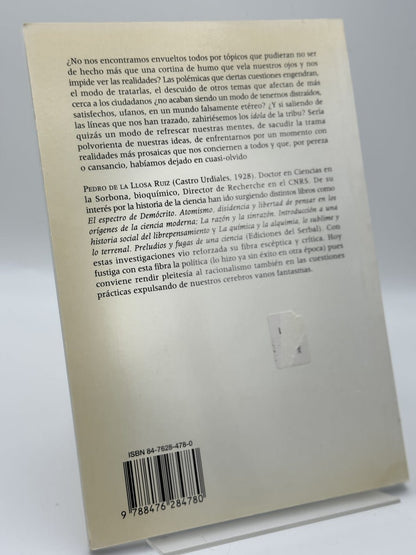 ¿No nos encontramos envueltos todos por tópicos que pudieran no ser
de hecho más que una cortina de humo que vela nuestros ojos y nos
impide ver las realidades? Las polémicas que ciertas cuestiones engendran,
el modo de tratarlas, el descuido de otros temas que afectan de más
cerca a los ciudadanos ¿no acaban siendo un modo de tenernos distraídos,
satisfechos, ufanos, en un mundo falsamente etéreo? ¿Y si saliendo de
las líneas que nos han trazado, zahiriésemos los idola de la tribu? Sería
quizás un modo de refrescar nuestras mentes, de sacudir la trama
polvorienta de nuestras ideas, de enfrentarnos por un momento con
realidades más prosaicas que nos conciernen a todos y que, por pereza
o cansancio, habíamos dejado en cuasi-olvido
PEDRO DE LA LLOSA RUIZ (Castro Urdiales, 1928). Doctor en Ciencias en
la Sorbona, bioquímico, Director de Recherche en el CNRS. De su
interés por la historia de la ciencia han ido surgiendo distintos libros como
El espectro de Demócrito. Atomismo, disidencia y libertad de pensar en los
orígenes de la ciencia moderna; La razón y la sinrazón. Introducción a una
historia social del librepensamiento y La química y la alquimia, lo sublime y
lo terrenal. Preludios y fugas de una ciencia (Ediciones del Serbal). Con
estas investigaciones vio reforzada su fibra escéptica y crítica. Hoy
fustiga con esta fibra la política (lo hizo ya sin éxito en otra época) pues
conviene rendir pleitesía al racionalismo también en las cuestiones
prácticas expulsando de nuestros cerebros vanos fantasmas.
ISBN 84-7628-478-0
9 788476 284780